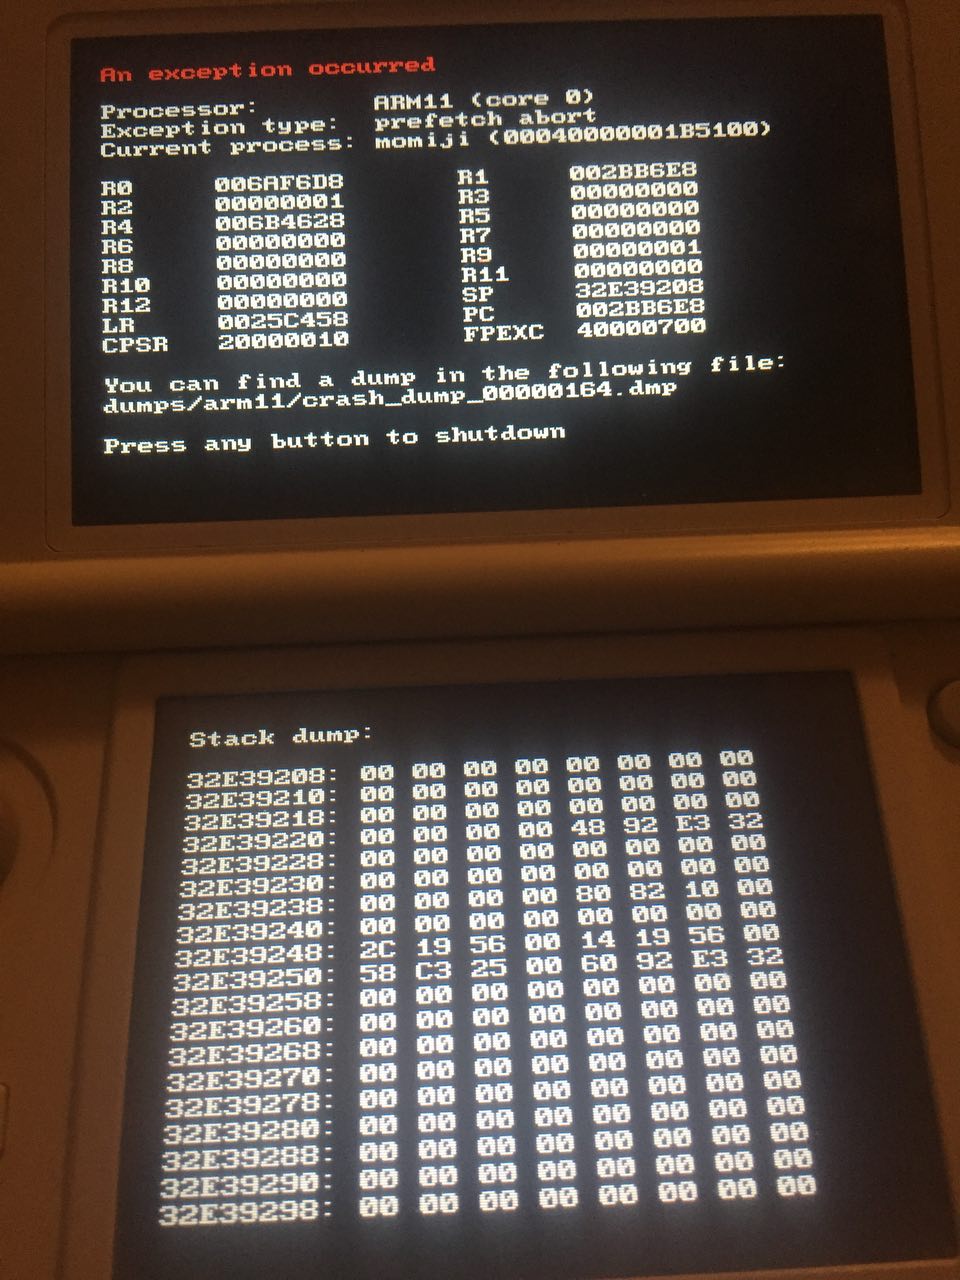 An exception occurred
Processor: ARM11 (core 0)
Exception type: prefetch abort
Current process: momiji (00040000001B5100)
R0 006AF6D8 R1 002BB6E8
R2 00000001 R3 00000000
R4 006B4628 R5 00000000
R6 00000000 R7 00000000
R8 00000000 R9 00000001
R10 00000000 R11 00000000
R12 00000000 SP 32E39208
LR 0025C458 PC 002BB6E8
CPSR 20000010 FPEXC 40000700
You can find a dump in the following file:
dumps/arm11/crash_dump_00000164.dmp
Press any button to shutdown
Stack dump:
32E39208: 00 00 00 00 00 00 00 00
32E39210: 00 00 00 00 00 00 00 00
32E39218: 00 00 00 00 00 00 00 00
32E39220: 00 00 00 00 48 92 E3 32
32E39228: 00 00 00 00 00 00 00 00
32E39230: 00 00 00 00 00 00 00 00
32E39238: 00 00 00 00 80 82 10 00
32E39240: 00 00 00 00 00 00 00 00
32E39248: 2C 19 56 00 14 19 56 00
32E39250: 58 C3 25 00 60 92 E3 32
32E39258: 00 00 00 00 00 00 00 00
32E39260: 00 00 00 00 00 00 00 00
32E39268: 00 00 00 00 00 00 00 00
32E39270: 00 00 00 00 00 00 00 00
32E39278: 00 00 00 00 00 00 00 00
32E39280: 00 00 00 00 00 00 00 00
32E39288: 00 00 00 00 00 00 00 00
32E39290: 00 00 00 00 00 00 00 00
32E39298: 00 00 00 00 00 00 00 00